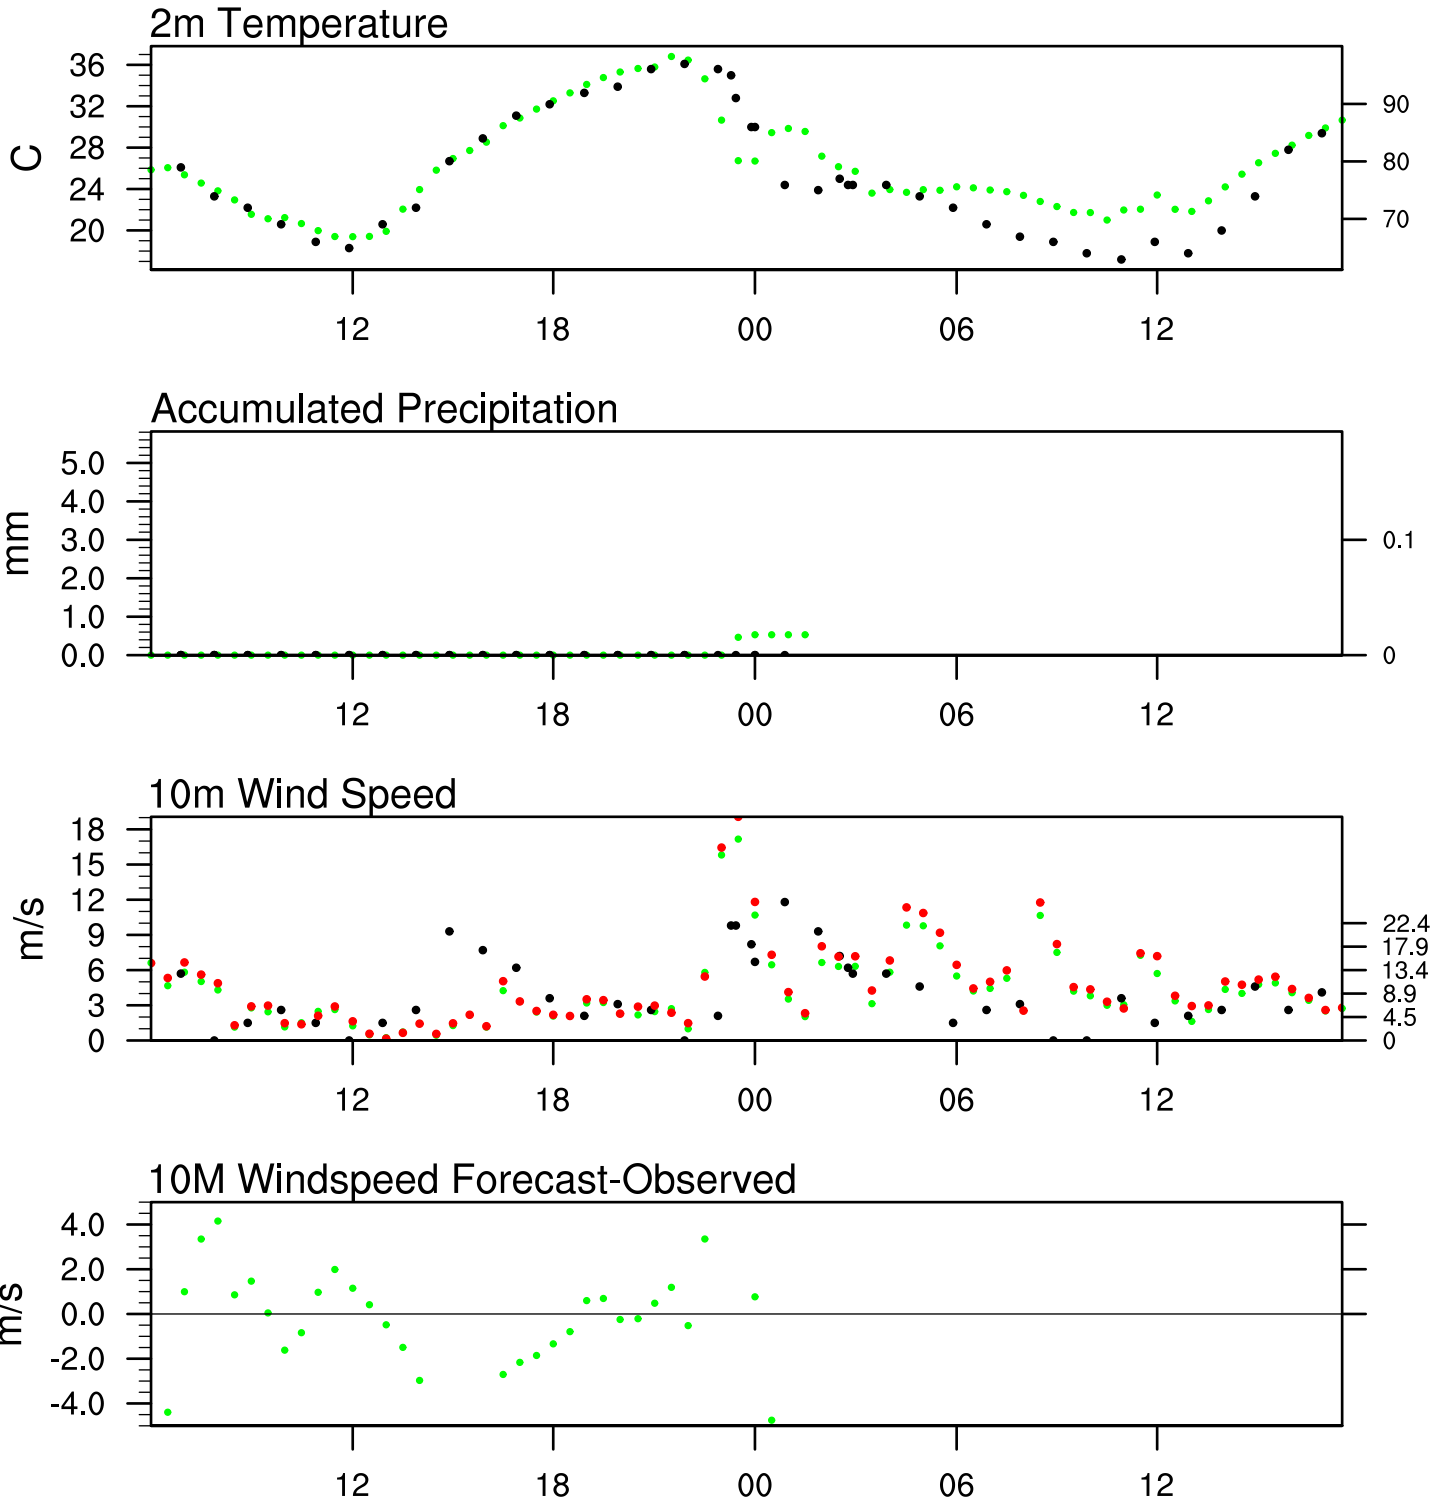 2m Temperature
36
32
28
24
20
C
90
80
70
12 18 00 06 12
Accumulated Precipitation
5.0
4.0
3.0
2.0
1.0
0.0
mm
0.1
0
12 18 00 06 12
10m Wind Speed
18
15
12
9
6
3
0
m/s
22.4
17.9
13.4
8.9
4.5
0
12 18 00 06 12
10M Windspeed Forecast-Observed
4.0
2.0
0.0
-2.0
-4.0
m/s
12 18 00 06 12